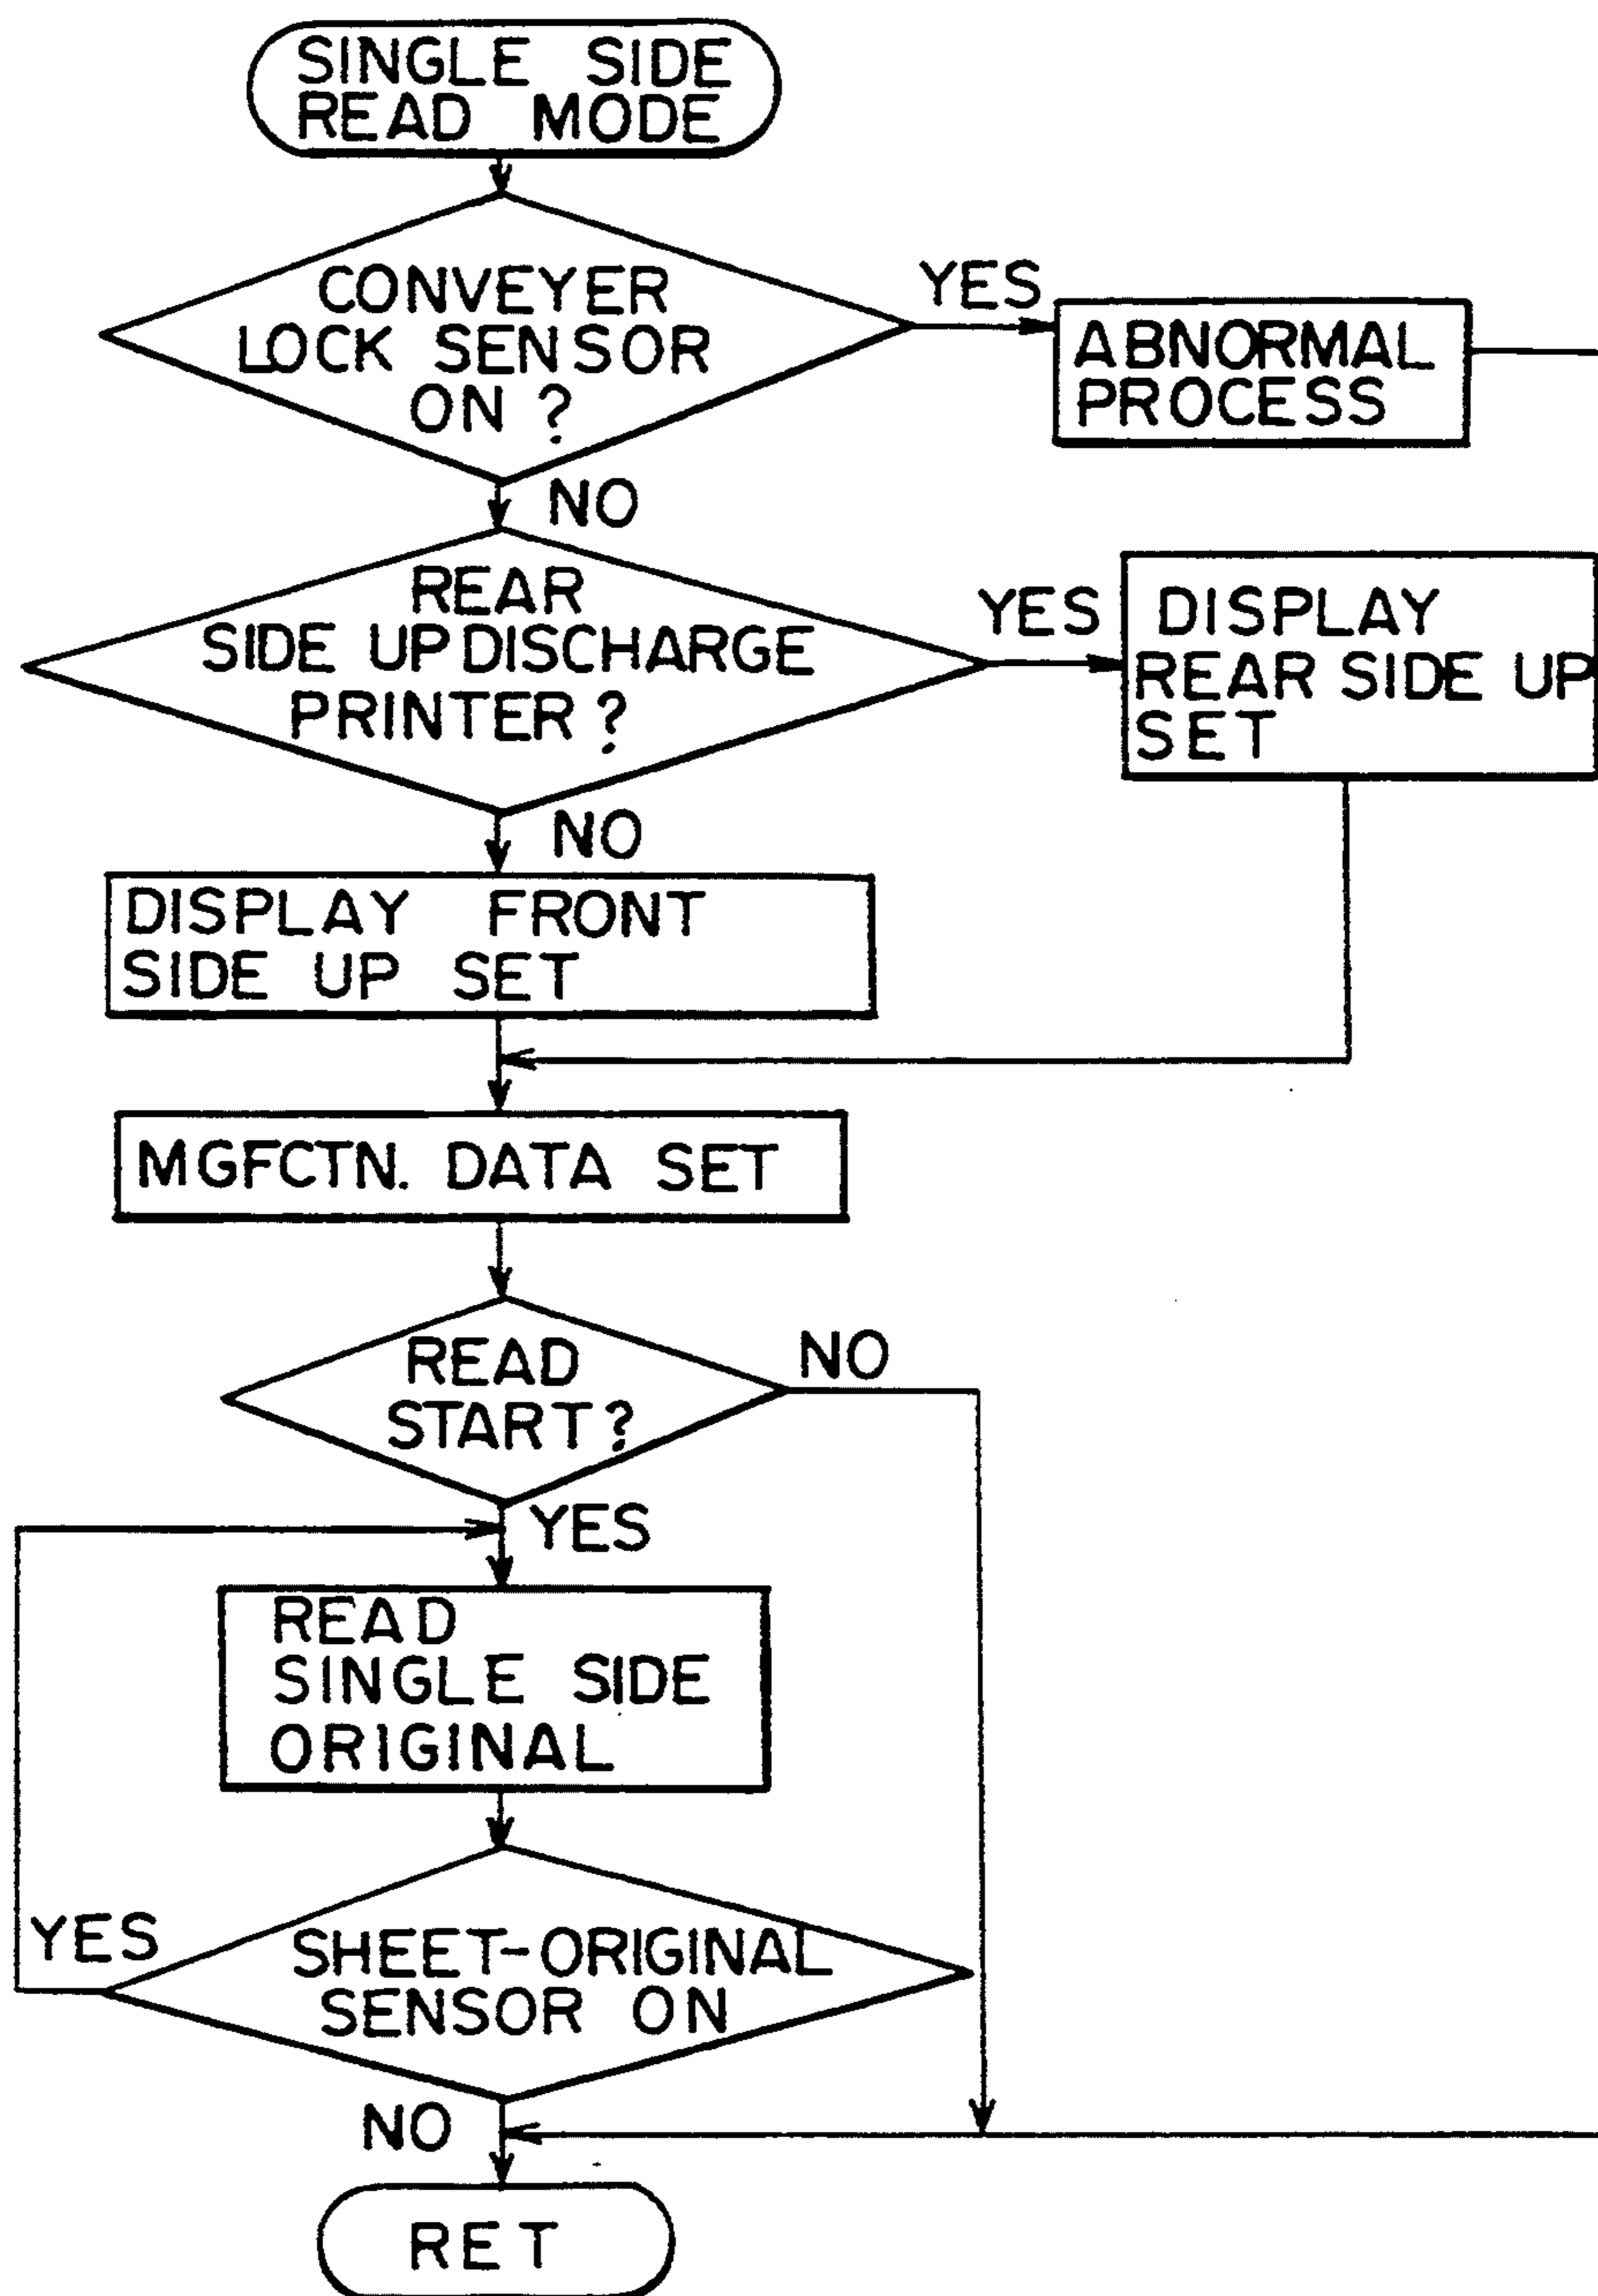 SINGLE SIDE
READ MODE
CONVEYER
LOCK SENSOR
ON ?
YES
ABNORMAL
PROCESS
NO
REAR
SIDE UP DISCHARGE
PRINTER ?
YES
DISPLAY
REAR SIDE UP
SET
NO
DISPLAY FRONT
SIDE UP SET
MGFCTN. DATA SET
READ
START ?
NO
YES
READ
SINGLE SIDE
ORIGINAL
SHEET-ORIGINAL
SENSOR ON
YES
NO
RET